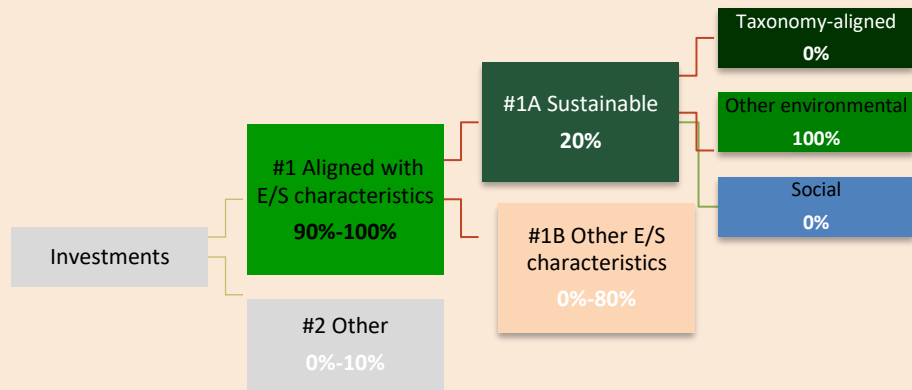 Investments
#1 Aligned with
E/S characteristics
90%-100%
#2 Other
0%-10%
#1A Sustainable
20%
#1B Other E/S
characteristics
0%-80%
Taxonomy-aligned
0%
Other environmental
100%
Social
0%